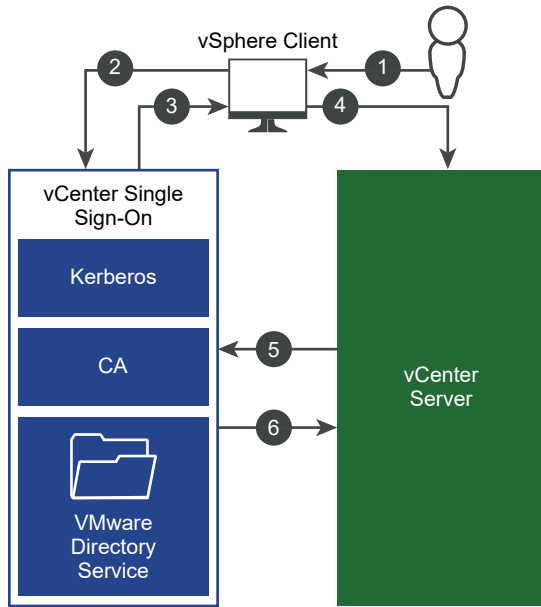 vSphere Client
1
2
3
4
vCenter Single
Sign-On
Kerberos
CA
VMware
Directory
Service
5
6
vCenter
Server